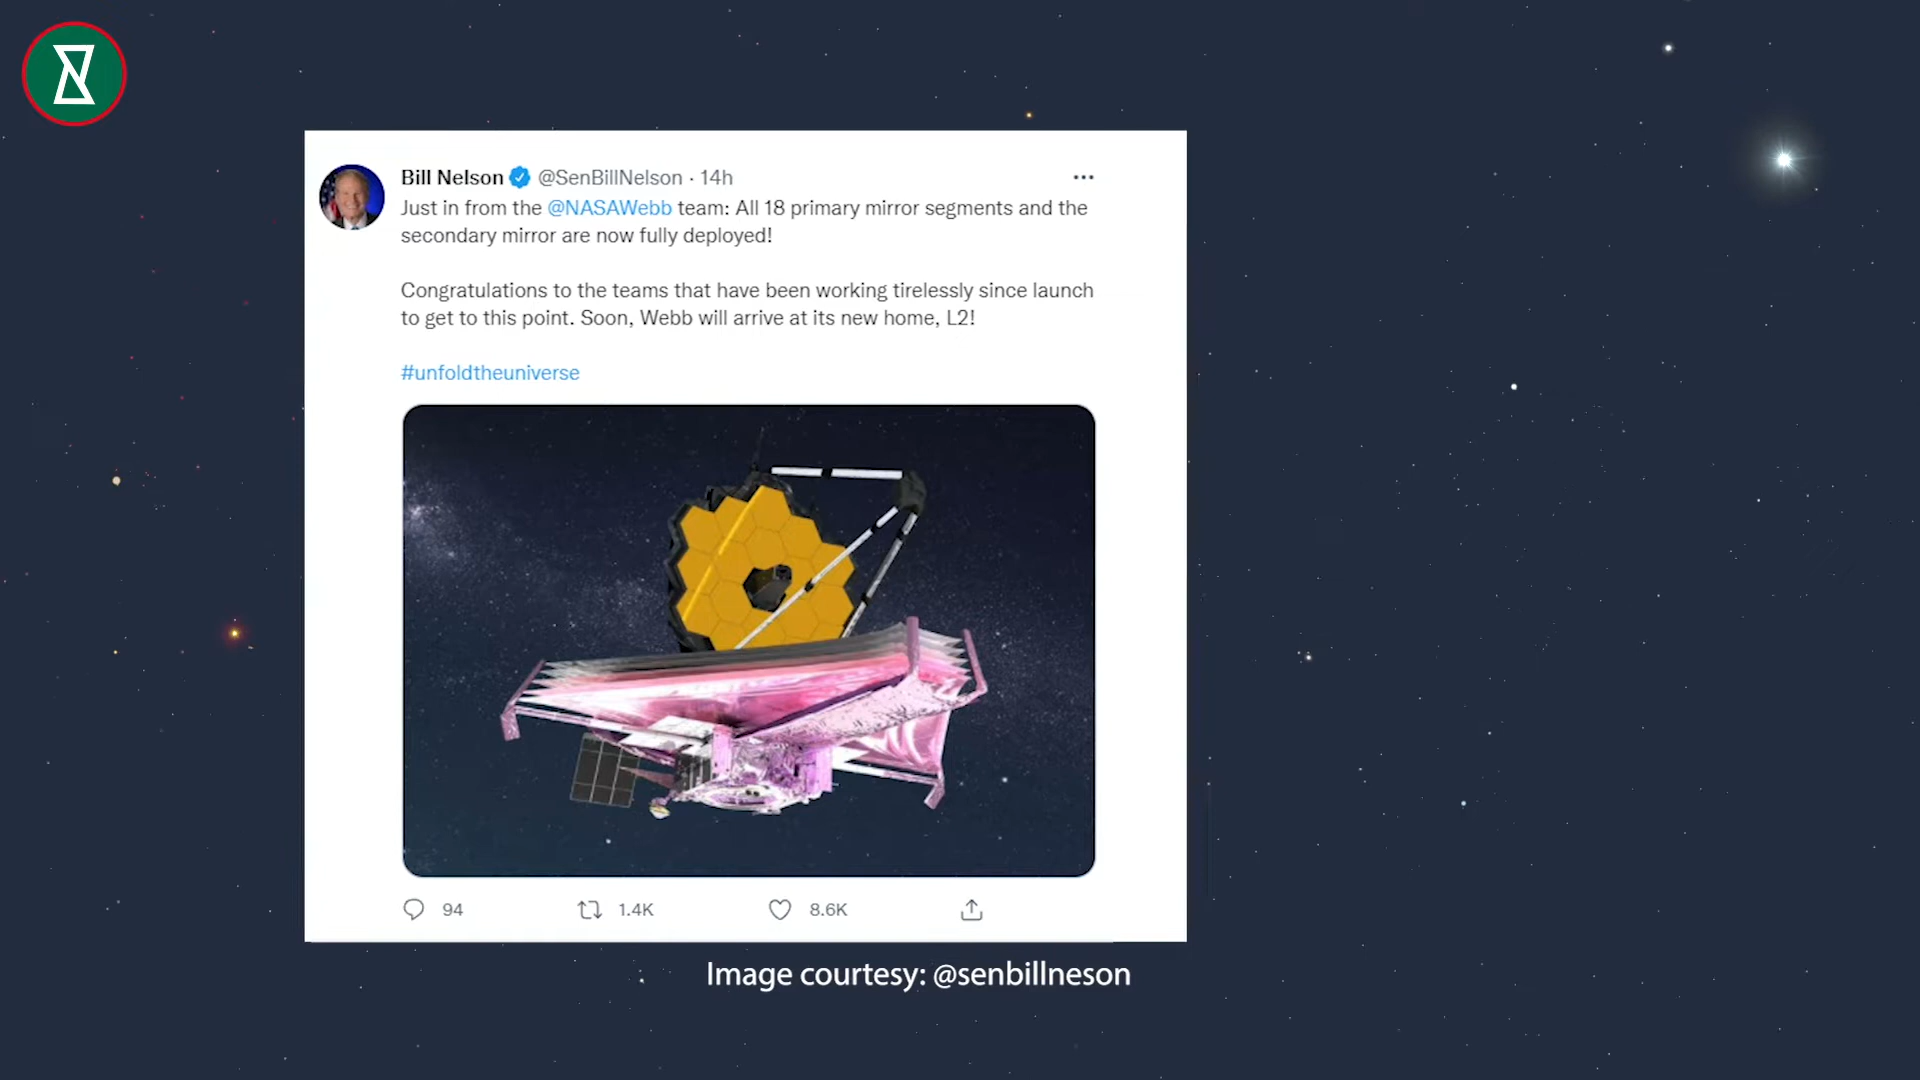 Bill Nelson @SenBillNelson · 14h
Just in from the @NASAWebb team: All 18 primary mirror segments and the
secondary mirror are now fully deployed!
Congratulations to the teams that have been working tirelessly since launch
to get to this point. Soon, Webb will arrive at its new home, L2!
#unfoldtheuniverse
94 1.4K 8.6K
Image courtesy: @senbillneson